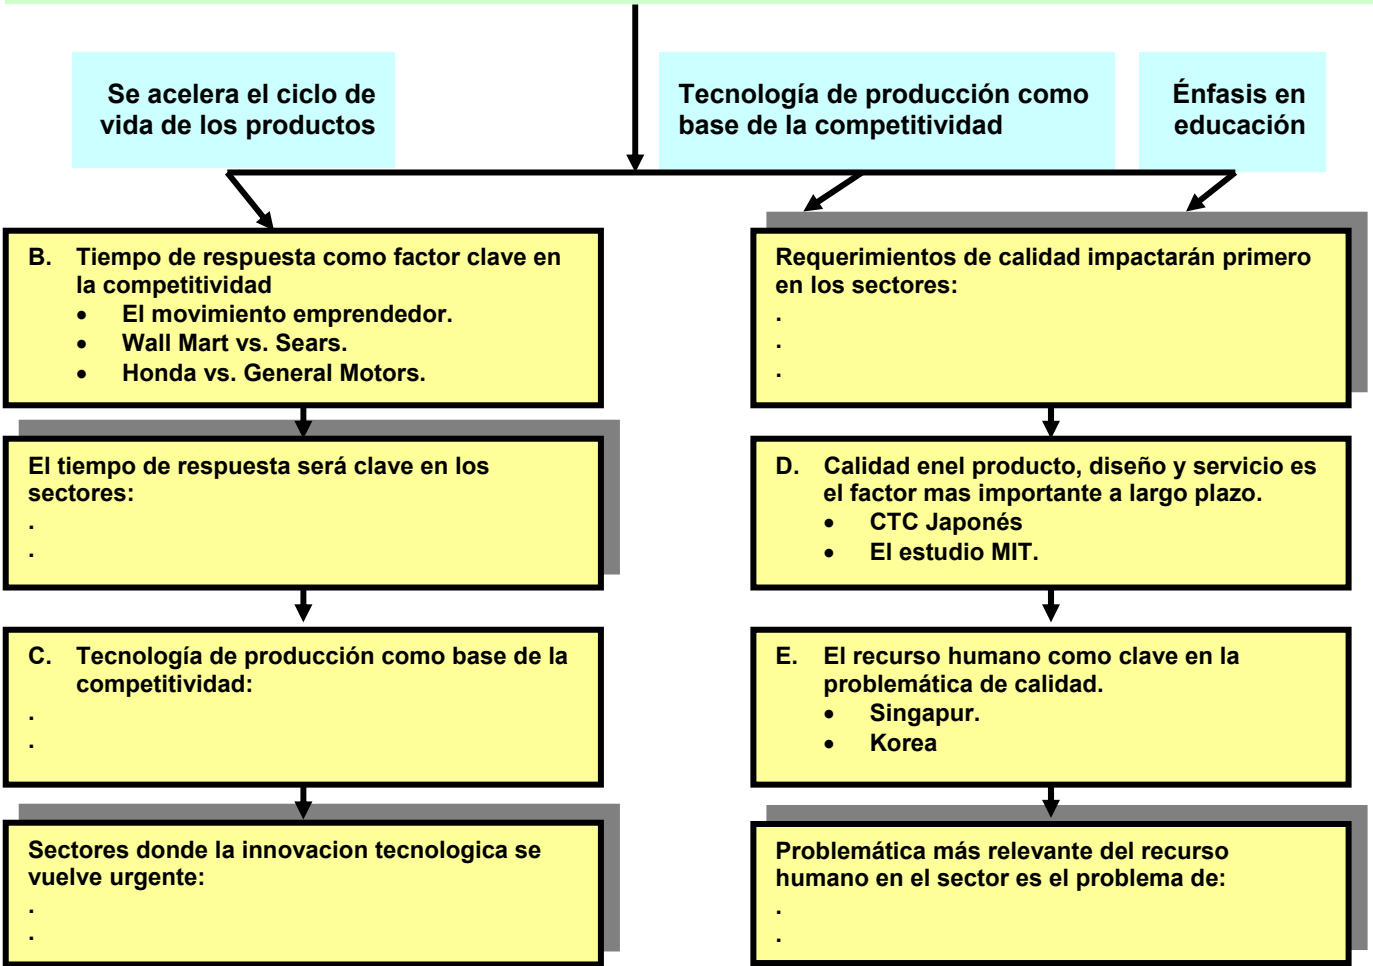 Se acelera el ciclo de
vida de los productos
Tecnología de producción como
base de la competitividad
Énfasis en
educación
B. Tiempo de respuesta como factor clave en
la competitividad
• El movimiento emprendedor.
• Wall Mart vs. Sears.
• Honda vs. General Motors.
El tiempo de respuesta será clave en los
sectores:
.
.
C. Tecnología de producción como base de la
competitividad:
.
.
Sectores donde la innovacion tecnologica se
vuelve urgente:
.
.
Requerimientos de calidad impactarán primero
en los sectores:
.
.
.
D. Calidad enel producto, diseño y servicio es
el factor mas importante a largo plazo.
• CTC Japonés
• El estudio MIT.
E. El recurso humano como clave en la
problemática de calidad.
• Singapur.
• Korea
Problemática más relevante del recurso
humano en el sector es el problema de:
.
.